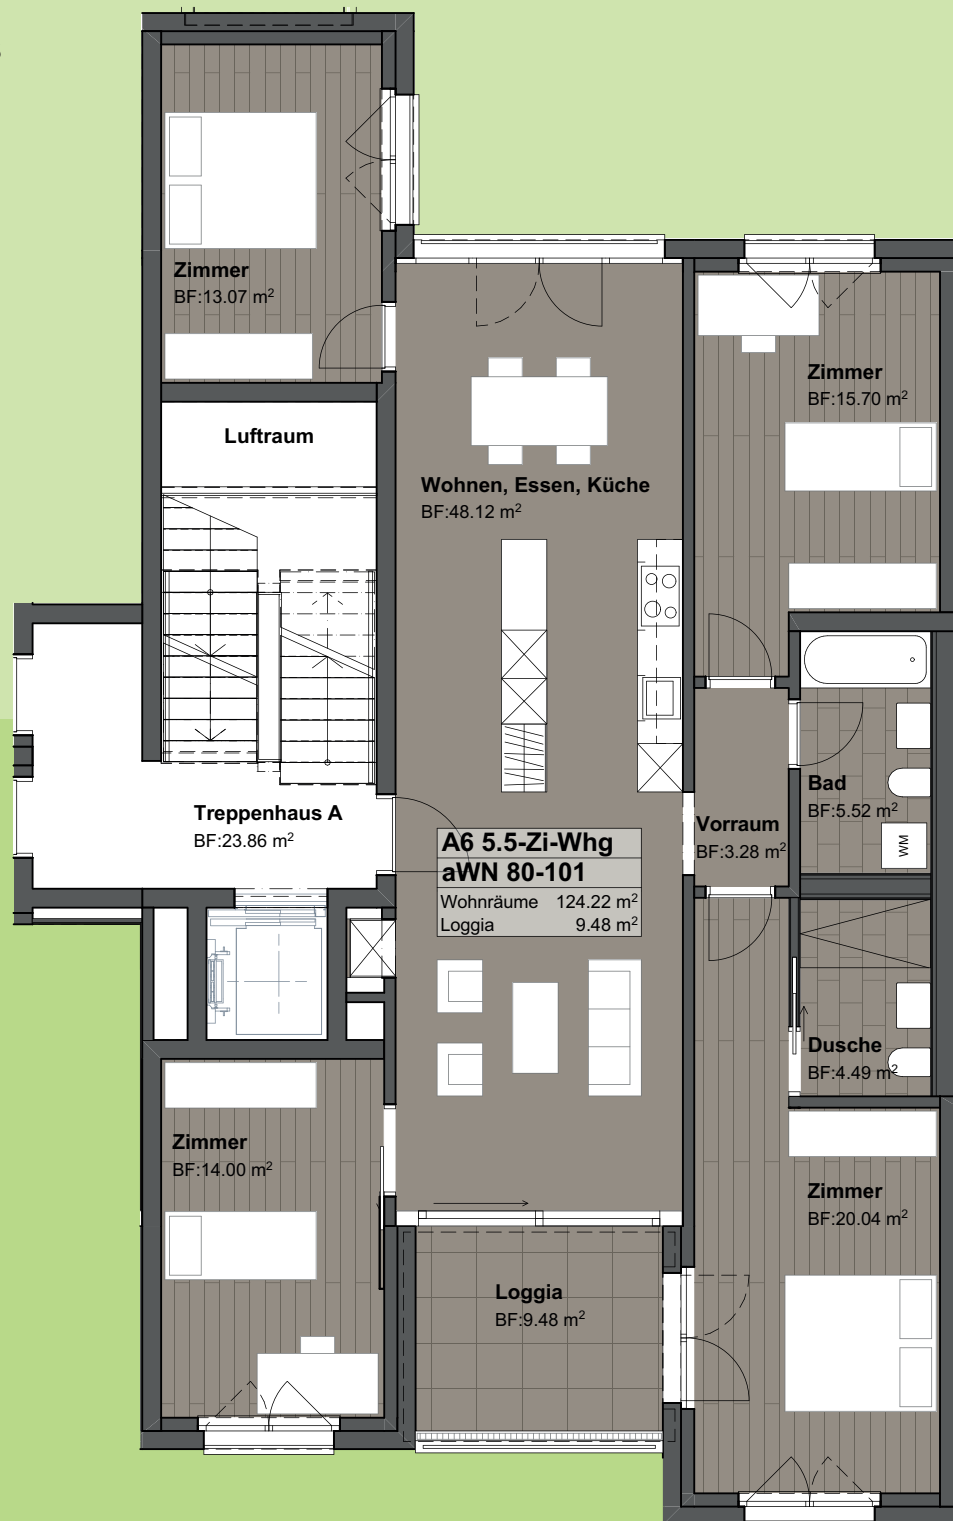 Zimmer
BF:13.07 m²
Zimmer
BF:15.70 m²
Luftraum
Wohnen, Essen, Küche
BF:48.12 m²
Treppenhaus A
BF:23.86 m²
Bad
BF:5.52 m²
Vorraum
BF:3.28 m²
WM
A6 5.5-Zi-Whg
aWN 80-101
Wohnräume 124.22 m²
Loggia 9.48 m²
Dusche
BF:4.49 m²
Zimmer
BF:14.00 m²
Zimmer
BF:20.04 m²
Loggia
BF:9.48 m²